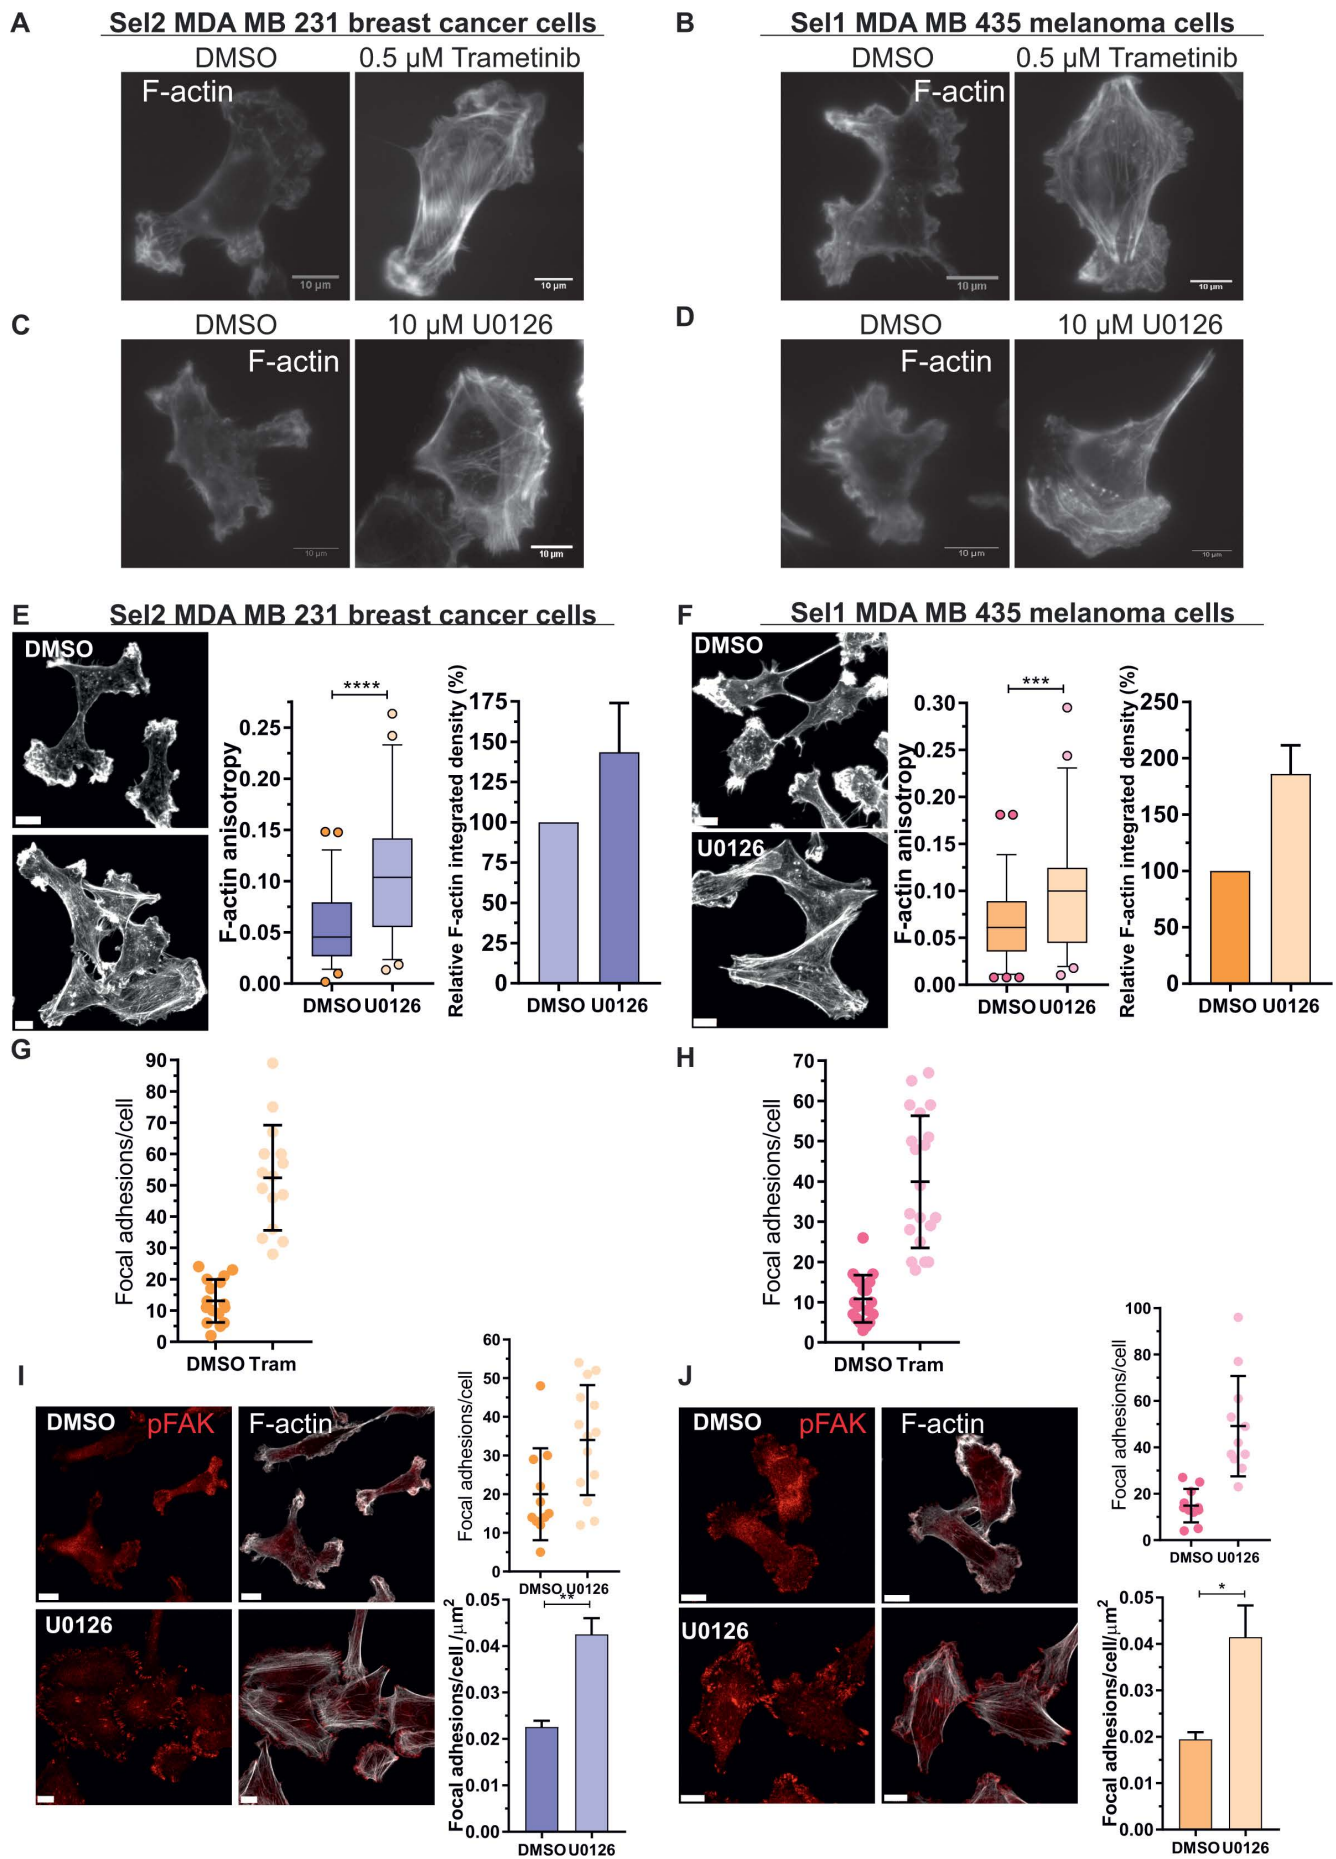 A
Sel2 MDA MB 231 breast cancer cells
DMSO
0.5 µM Trametinib
F-actin
10 µm
10 µm
B
Sel1 MDA MB 435 melanoma cells
DMSO
0.5 µM Trametinib
F-actin
10 µm
10 µm
C
DMSO
10 µM U0126
F-actin
10 µm
10 µm
D
DMSO
10 µM U0126
F-actin
10 µm
10 µm
E
Sel2 MDA MB 231 breast cancer cells
DMSO
F-actin anisotropy
0.25
0.20
0.15
0.10
0.05
0.00
****
DMSO U0126
Relative F-actin integrated density (%)
175
150
125
100
75
50
25
0
DMSO U0126
F
Sel1 MDA MB 435 melanoma cells
DMSO
U0126
F-actin anisotropy
0.30
0.25
0.20
0.15
0.10
0.05
0.00
***
DMSO U0126
Relative F-actin integrated density (%)
250
200
150
100
50
0
DMSO U0126
G
Focal adhesions/cell
90
80
70
60
50
40
30
20
10
0
DMSO Tram
H
Focal adhesions/cell
70
60
50
40
30
20
10
0
DMSO Tram
I
DMSO pFAK
F-actin
U0126
Focal adhesions/cell
60
50
40
30
20
10
0
DMSO U0126
Focal adhesions/cell /µm²
0.05
0.04
0.03
0.02
0.01
0.00
**
DMSO U0126
J
DMSO pFAK
F-actin
U0126
Focal adhesions/cell
100
80
60
40
20
0
DMSO U0126
Focal adhesions/cell/µm²
0.05
0.04
0.03
0.02
0.01
0.00
*
DMSO U0126